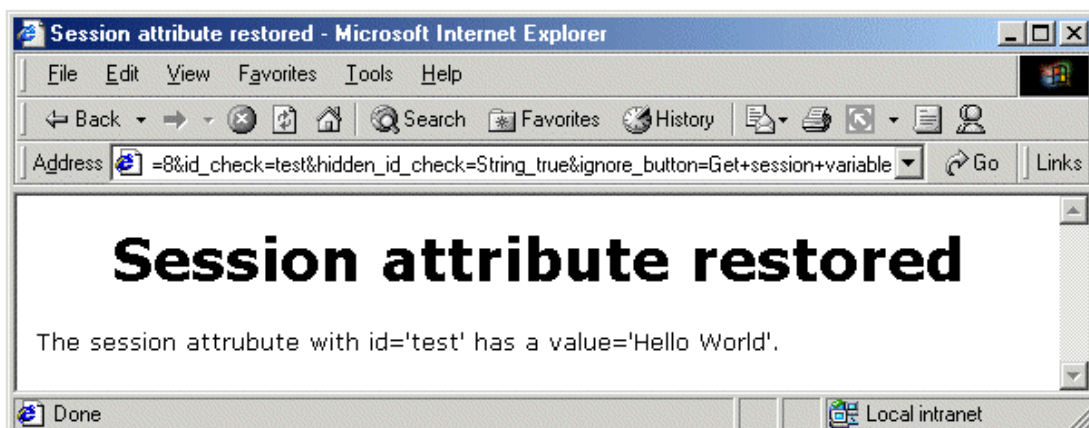 Session attribute restored - Microsoft Internet Explorer
File Edit View Favorites Tools Help
Back Search Favorites History
Address =8&id_check=test&hidden_id_check=String_true&ignore_button=Get+session+variable Go Links
Session attribute restored
The session attrubute with id='test' has a value='Hello World'.
Done Local intranet